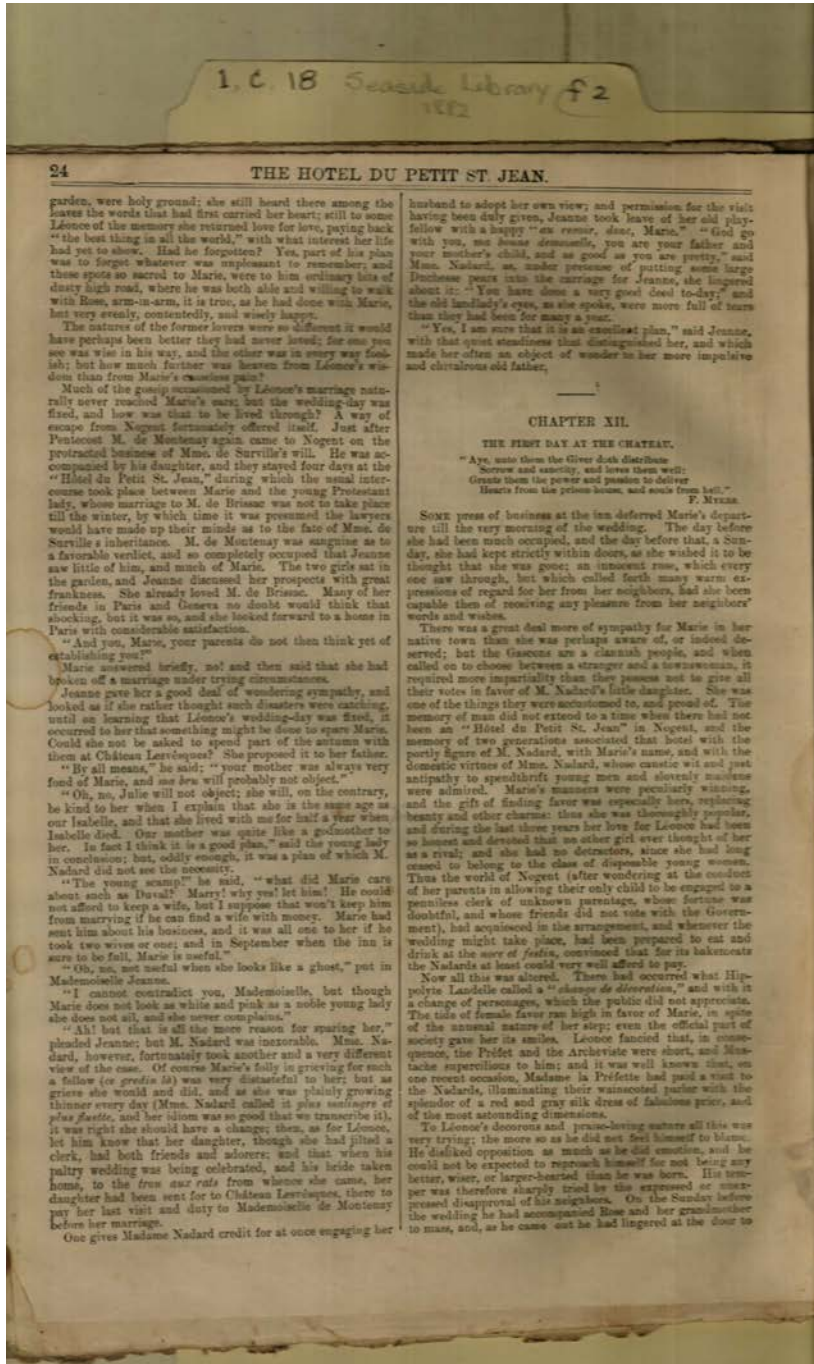 1. C. 18 Seaside Library f 2
1882
24
THE HOTEL DU PETIT ST. JEAN.
garden, were holy ground; she still heard there among the
leaves the words that had first carried her heart; still to some
Léonce of the memory she returned love for love, paying back
"the best thing in all the world," with what interest her life
had yet to show. Had he forgotten? Yes, part of his plan
was to forget whatever was unpleasant to remember; and
these spots so sacred to Marie, were to him ordinary bits of
dusty high road, where he was both able and willing to walk
with Rose, arm-in-arm, it is true, as he had done with Marie,
but very evenly, contentedly, and wisely happy.
The natures of the former lovers were so different it would
have perhaps been better they had never loved; for one you
see was wise in his way, and the other was in every way fool-
ish; but how much further was heaven from Léonce's wis-
dom than from Marie's causeless pain?
Much of the gossip occasioned by Léonce's marriage natu-
rally never reached Marie's ears; but the wedding-day was
fixed, and how was that to be lived through? A way of
escape from Nogent fortunately offered itself. Just after
Pentecost M. de Montenay again came to Nogent on the
protracted business of Mme. de Surville's will. He was ac-
companied by his daughter, and they stayed four days at the
"Hôtel du Petit St. Jean," during which the usual inter-
course took place between Marie and the young Protestant
lady, whose marriage to M. de Brissac was not to take place
till the winter, by which time it was presumed the lawyers
would have made up their minds as to the fate of Mme. de
Surville s inheritance. M. de Montenay was sanguine as to
a favorable verdict, and so completely occupied that Jeanne
saw little of him, and much of Marie. The two girls sat in
the garden, and Jeanne discussed her prospects with great
frankness. She already loved M. de Brissac. Many of her
friends in Paris and Geneva no doubt would think that
shocking, but it was so, and she looked forward to a home in
Paris with considerable satisfaction.
"And you, Marie, your parents do not then think yet of
establishing you?"
Marie answered briefly, no! and then said that she had
broken off a marriage under trying circumstances.
Jeanne gave her a good deal of wondering sympathy, and
looked as if she rather thought such disasters were catching,
until on learning that Léonce's wedding-day was fixed, it
occurred to her that something might be done to spare Marie.
Could she not be asked to spend part of the autumn with
them at Château Lesvésques? She proposed it to her father.
"By all means," he said; "your mother was always very
fond of Marie, and ma bru will probably not object."
"Oh, no, Julie will not object; she will, on the contrary,
be kind to her when I explain that she is the same age as
our Isabelle, and that she lived with me for half a year when
Isabelle died. Our mother was quite like a godmother to
her. In fact I think it is a good plan," said the young lady
in conclusion; but, oddly enough, it was a plan of which M.
Nadard did not see the necessity.
"The young scamp!" he said, "what did Marie care
about such as Duval? Marry! why yes! let him! He could
not afford to keep a wife, but I suppose that won't keep him
from marrying if he can find a wife with money. Marie had
sent him about his business, and it was all one to her if he
took two wives or one; and in September when the inn is
sure to be full, Marie is useful."
"Oh, no, not useful when she looks like a ghost," put in
Mademoiselle Jeanne.
"I cannot contradict you, Mademoiselle, but though
Marie does not look as white and pink as a noble young lady
she does not ail, and she never complains."
"Ah! but that is all the more reason for sparing her,"
pleaded Jeanne; but M. Nadard was inexorable. Mme. Na-
dard, however, fortunately took another and a very different
view of the case. Of course Marie's folly in grieving for such
a fellow (ce gredin là) was very distasteful to her; but as
grieve she would and did, and as she was plainly growing
thinner every day (Mme. Nadard called it plus maulingre et
plus fluette, and her idiom was so good that we transcribe it),
it was right she should have a change; then, as for Léonce,
let him know that her daughter, though she had jilted a
clerk, had both friends and adorers; and that when his
paltry wedding was being celebrated, and his bride taken
home, to the trou aux rats from whence she came, her
daughter had been sent for to Château Lesvésques, there to
pay her last visit and duty to Mademoiselle de Montenay
before her marriage.
One gives Madame Nadard credit for at once engaging her
husband to adopt her own view; and permission for the visit
having been duly given, Jeanne took leave of her old play-
fellow with a happy "au revoir, donc, Marie." "God go
with you, ma bonne demoiselle, you are your father and
your mother's child, and as good as you are pretty," said
Mme. Nadard, as, under pretense of putting some large
Duchesse pears into the carriage for Jeanne, she lingered
about it: "You have done a very good deed to-day;" and
the old landlady's eyes, as she spoke, were more full of tears
than they had been for many a year.
"Yes, I am sure that it is an excellent plan," said Jeanne,
with that quiet steadiness that distinguished her, and which
made her often an object of wonder to her more impulsive
and chivalrous old father.
CHAPTER XII.
THE FIRST DAY AT THE CHATEAU.
"Aye, unto them the Giver doth distribute
Sorrow and sanctity, and loves them well:
Grants them the power and passion to deliver
Hearts from the prison-house, and souls from hell."
F. MYERS.
SOME press of business at the inn deferred Marie's depart-
ure till the very morning of the wedding. The day before
she had been much occupied, and the day before that, a Sun-
day, she had kept strictly within doors, as she wished it to be
thought that she was gone; an innocent ruse, which every
one saw through, but which called forth many warm ex-
pressions of regard for her from her neighbors, had she been
capable then of receiving any pleasure from her neighbors'
words and wishes.
There was a great deal more of sympathy for Marie in her
native town than she was perhaps aware of, or indeed de-
served; but the Gascons are a clannish people, and when
called on to choose between a stranger and a townswoman, it
required more impartiality than they possess not to give all
their votes in favor of M. Nadard's little daughter. She was
one of the things they were accustomed to, and proud of. The
memory of man did not extend to a time when there had not
been an "Hôtel du Petit St. Jean" in Nogent, and the
memory of two generations associated that hotel with the
portly figure of M. Nadard, with Marie's name, and with the
domestic virtues of Mme. Nadard, whose caustic wit and just
antipathy to spendthrift young men and slovenly maidens
were admired. Marie's manners were peculiarly winning,
and the gift of finding favor was especially hers, replacing
beauty and other charms: thus she was thoroughly popular,
and during the last three years her love for Léonce had been
so honest and devoted that no other girl ever thought of her
as a rival; and she had no detractors, since she had long
ceased to belong to the class of disposable young women.
Thus the world of Nogent (after wondering at the conduct
of her parents in allowing their only child to be engaged to a
penniless clerk of unknown parentage, whose fortune was
doubtful, and whose friends did not vote with the Govern-
ment), had acquiesced in the arrangement, and whenever the
wedding might take place, had been prepared to eat and
drink at the noce et festin, convinced that for its bakemeats
the Nadards at least could very well afford to pay.
Now all this was altered. There had occurred what Hip-
polyte Landelle called a "change de décoration," and with it
a change of personages, which the public did not appreciate.
The tide of female favor ran high in favor of Marie, in spite
of the unusual nature of her step; even the official part of
society gave her its smiles. Léonce fancied that, in conse-
quence, the Préfet and the Archeviste were short, and Mus-
tache supercilious to him; and it was well known that, on
one recent occasion, Madame la Préfette had paid a visit to
the Nadards, illuminating their wainscoted parlor with the
splendor of a red and gray silk dress of fabulous price, and
of the most astounding dimensions.
To Léonce's decorous and praise-loving nature all this was
very trying; the more so as he did not feel himself to blame.
He disliked opposition as much as he did emotion, and he
could not be expected to reproach himself for not being any
better, wiser, or larger-hearted than he was born. His tem-
per was therefore sharply tried by the expressed or unex-
pressed disapproval of his neighbors. On the Sunday before
the wedding he had accompanied Rose and her grandmother
to mass, and, as he came out he had lingered at the door to